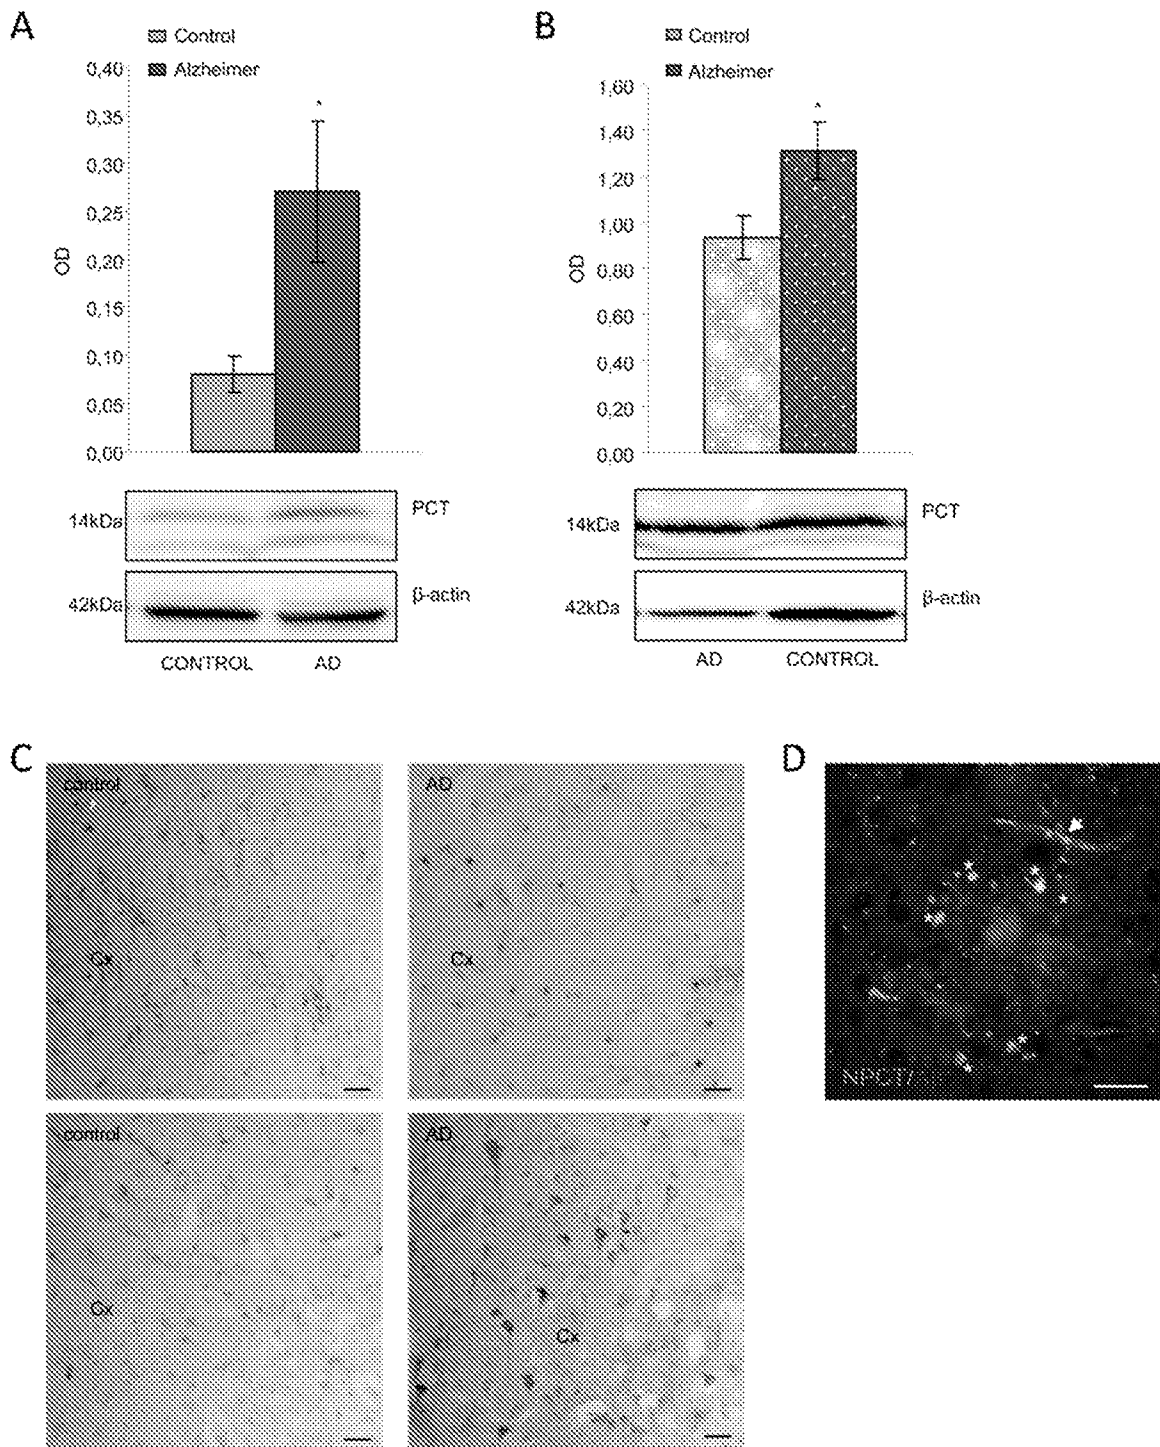 A
Control
Alzheimer
0,40
0,35
0,30
0,25
0,20
0,15
0,10
0,05
0,00
OD
*
14kDa
PCT
42kDa
β-actin
CONTROL AD
B
Control
Alzheimer
1,60
1,40
1,20
1,00
0,80
0,60
0,40
0,20
0,00
OD
*
14kDa
PCT
42kDa
β-actin
AD CONTROL
C
control
Cx
AD
Cx
control
Cx
AD
Cx
D
* * * * * *
NPCT/